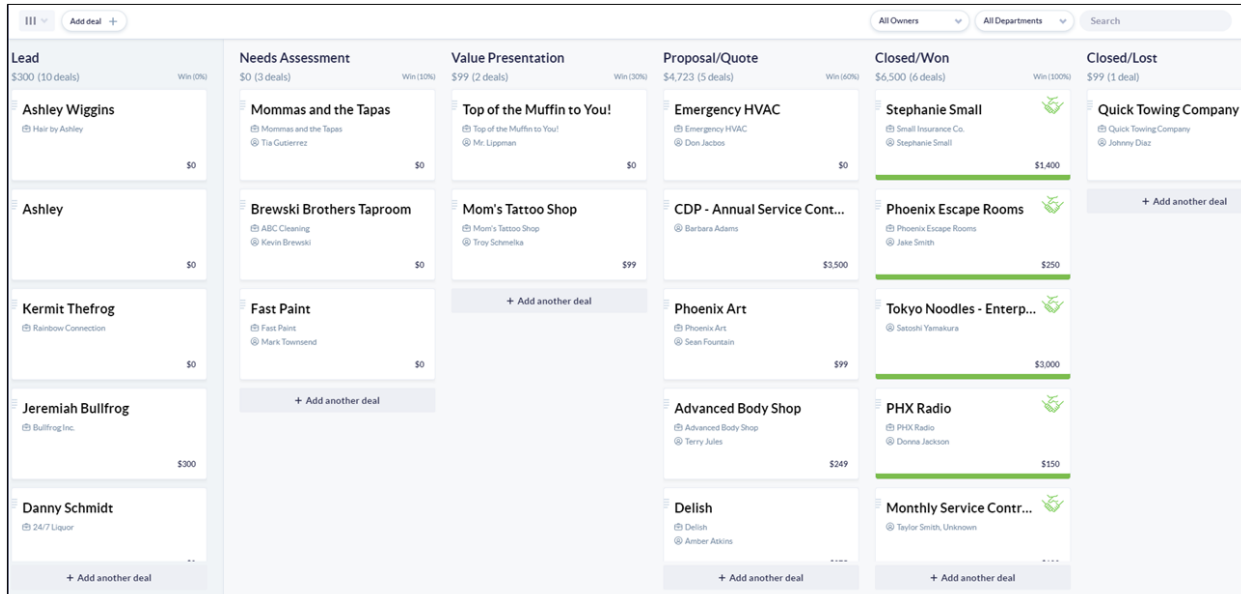 Add deal +
All Owners
All Departments
Search
Lead
$300 (10 deals)
Win (0%)
Ashley Wiggins
Hair by Ashley
$0
Ashley
$0
Kermit Thefrog
Rainbow Connection
$0
Jeremiah Bullfrog
Bullfrog Inc.
$300
Danny Schmidt
24/7 Liquor
+ Add another deal
Needs Assessment
$0 (3 deals)
Win (10%)
Mommas and the Tapas
Mommas and the Tapas
Tia Gutierrez
$0
Brewski Brothers Taproom
ABC Cleaning
Kevin Brewski
$0
Fast Paint
Fast Paint
Mark Townsend
$0
+ Add another deal
Value Presentation
$99 (2 deals)
Win (30%)
Top of the Muffin to You!
Top of the Muffin to You!
Mr. Lippman
$0
Mom's Tattoo Shop
Mom's Tattoo Shop
Troy Schmelka
$99
+ Add another deal
Proposal/Quote
$4,723 (5 deals)
Win (60%)
Emergency HVAC
Emergency HVAC
Don Jacbos
$0
CDP - Annual Service Cont...
Barbara Adams
$3,500
Phoenix Art
Phoenix Art
Sean Fountain
$99
Advanced Body Shop
Advanced Body Shop
Terry Jules
$249
Delish
Delish
Amber Atkins
+ Add another deal
Closed/Won
$6,500 (6 deals)
Win (100%)
Stephanie Small
Small Insurance Co.
Stephanie Small
$1,400
Phoenix Escape Rooms
Phoenix Escape Rooms
Jake Smith
$250
Tokyo Noodles - Enterp...
Satoshi Yamakura
$3,000
PHX Radio
PHX Radio
Donna Jackson
$150
Monthly Service Contr...
Taylor Smith, Unknown
+ Add another deal
Closed/Lost
$99 (1 deal)
Quick Towing Company
Quick Towing Company
Johnny Diaz
+ Add another deal